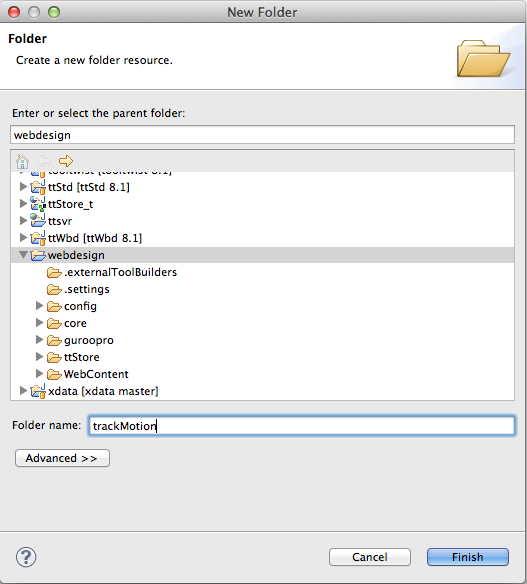 New Folder
Folder
Create a new folder resource.
Enter or select the parent folder:
webdesign
ttStd [ttStd 8.1]
ttStore_t
ttsvr
ttWbd [ttWbd 8.1]
webdesign
.externalToolBuilders
.settings
config
core
guroopro
ttStore
WebContent
xdata [xdata master]
Folder name: trackMotion
Advanced >>
? Cancel Finish